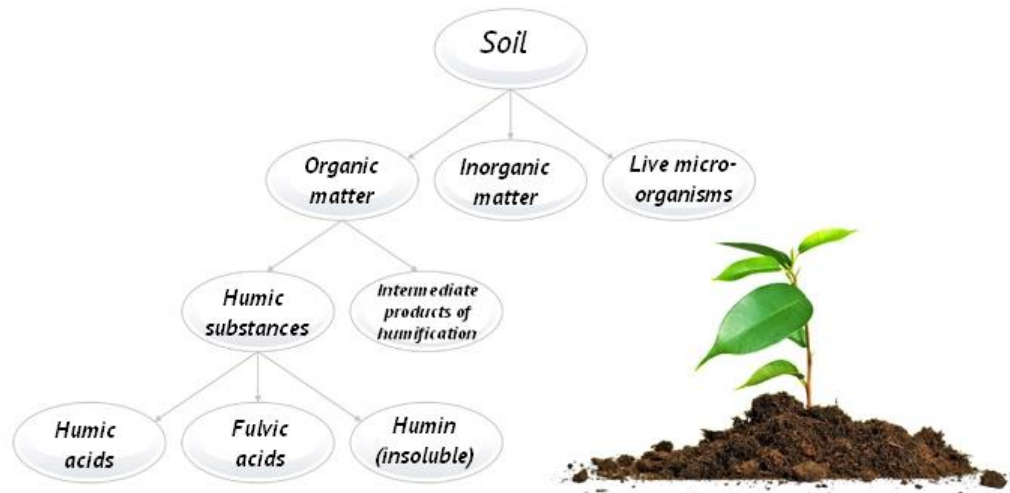 Soil
Organic
matter
Inorganic
matter
Live micro-
organisms
Humic
substances
Intermediate
products of
humification
Humic
acids
Fulvic
acids
Humin
(insoluble)